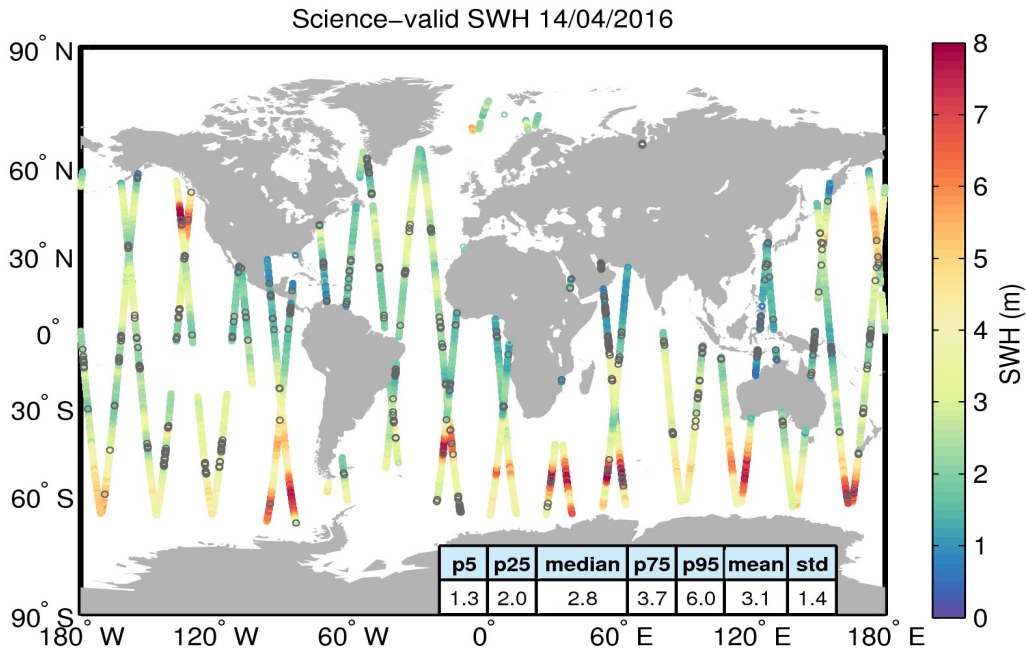 Science−valid SWH 14/04/2016
90° N
60° N
30° N
0°
30° S
60° S
90° S
180° W
120° W
60° W
0°
60° E
120° E
180° E
p5 p25 median p75 p95 mean std
1.3 2.0 2.8 3.7 6.0 3.1 1.4
8
7
6
5
4
3
2
1
0
SWH (m)